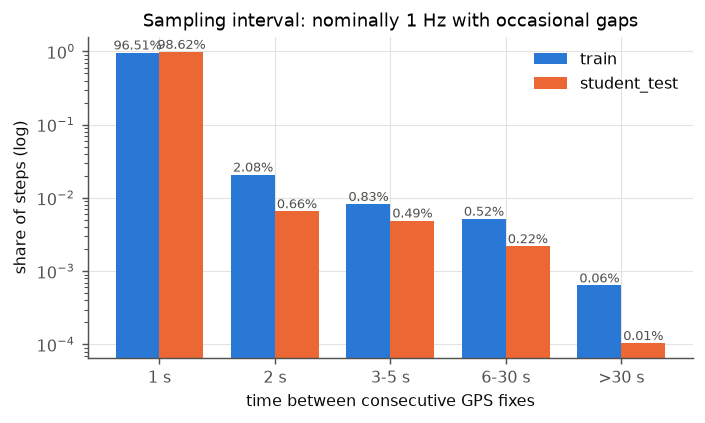 Sampling interval: nominally 1 Hz with occasional gaps
train
student_test
share of steps (log)
10⁰
10⁻¹
10⁻²
10⁻³
10⁻⁴
96.51% 98.62%
2.08% 0.66%
0.83% 0.49%
0.52% 0.22%
0.06% 0.01%
1 s 2 s 3-5 s 6-30 s >30 s
time between consecutive GPS fixes